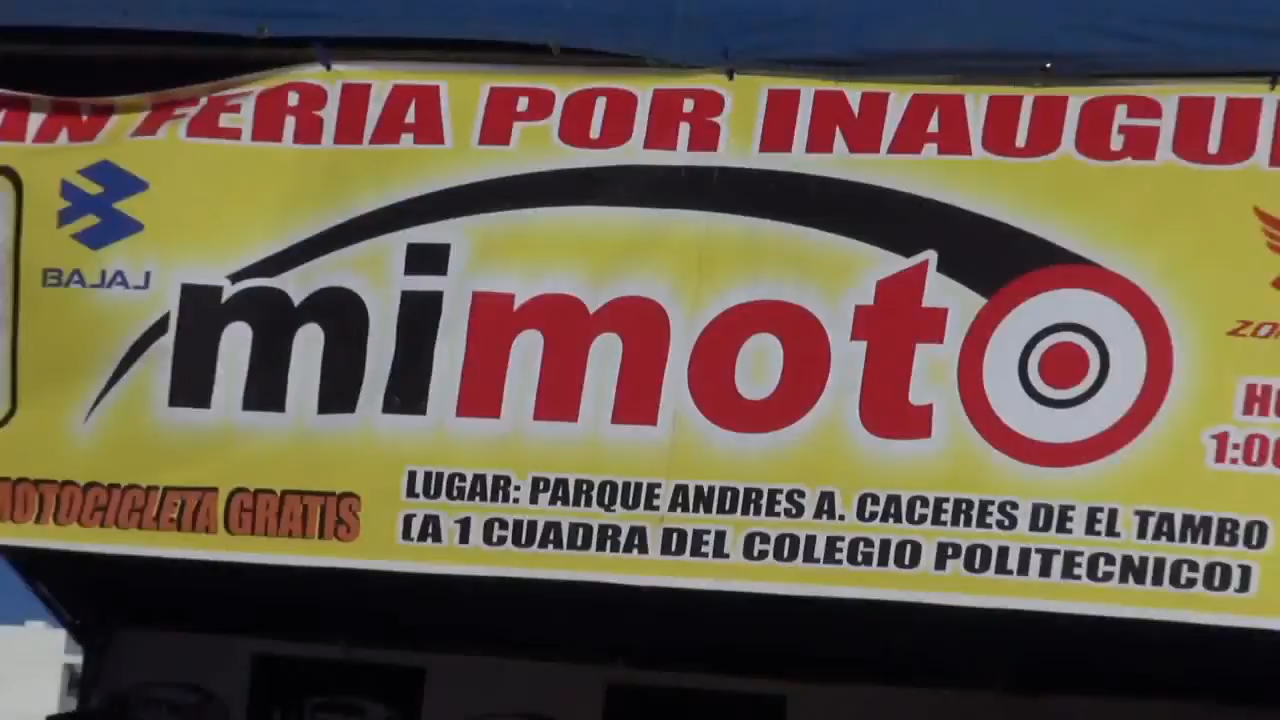 FERIA POR
BAJAJ
mimoto
MOTOCICLETA GRATIS
LUGAR: PARQUE ANDRES A. CACERES DE EL TAMBO
(A 1 CUADRA DEL COLEGIO POLITECNICO)